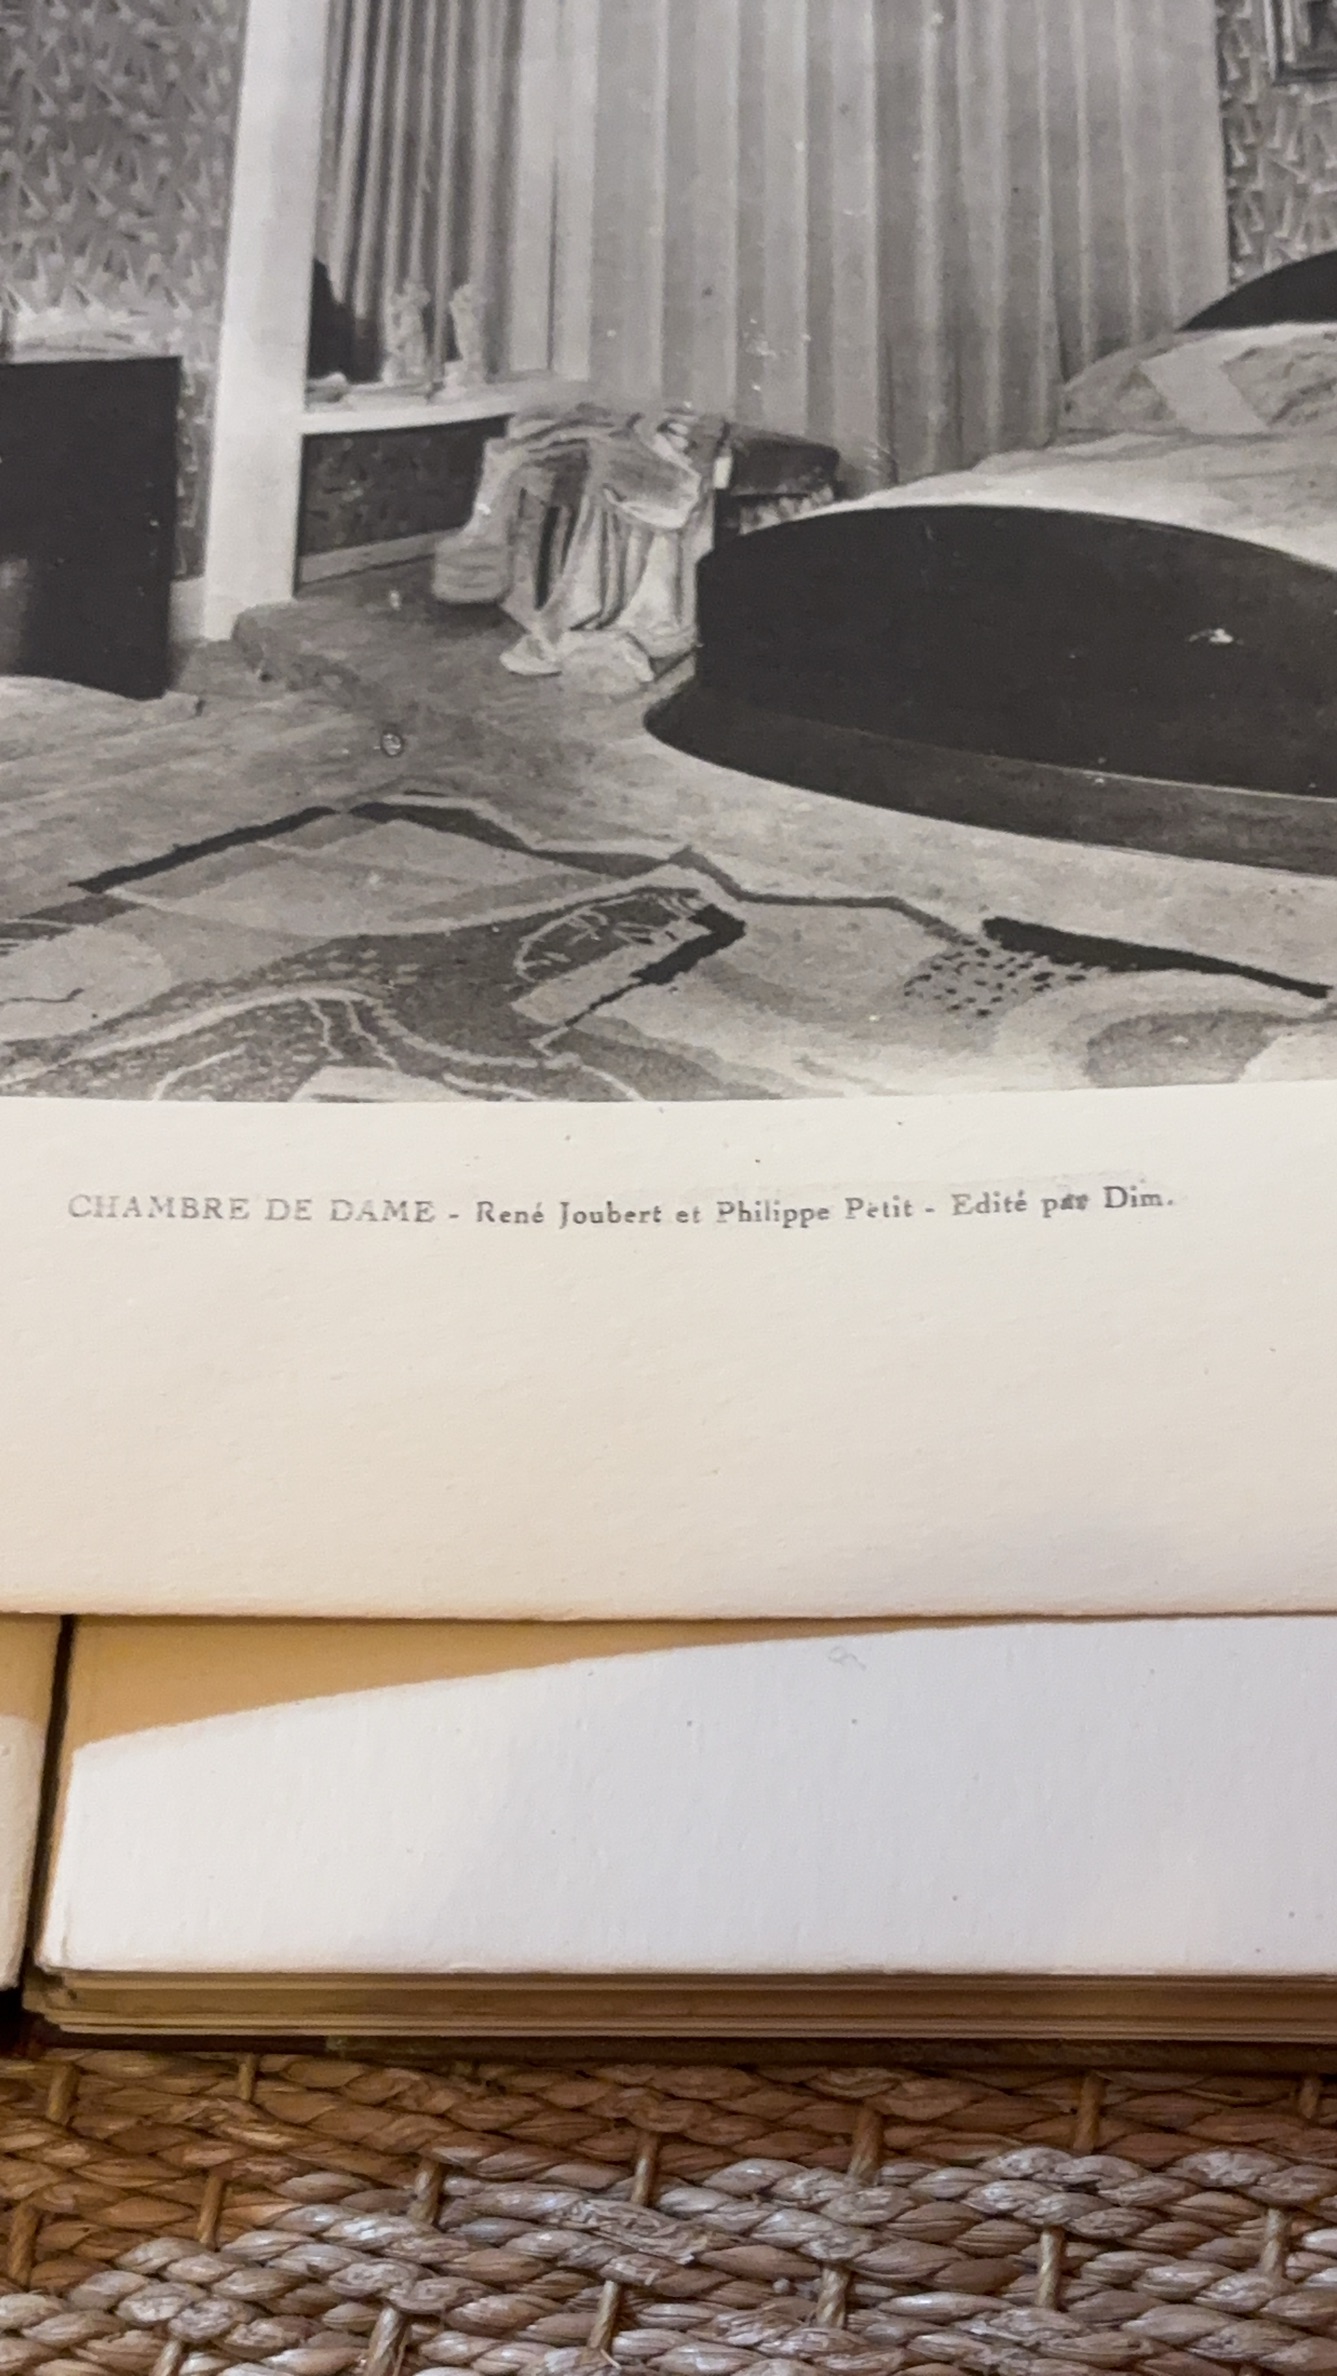 CHAMBRE DE DAME - René Joubert et Philippe Petit - Edité par Dim.